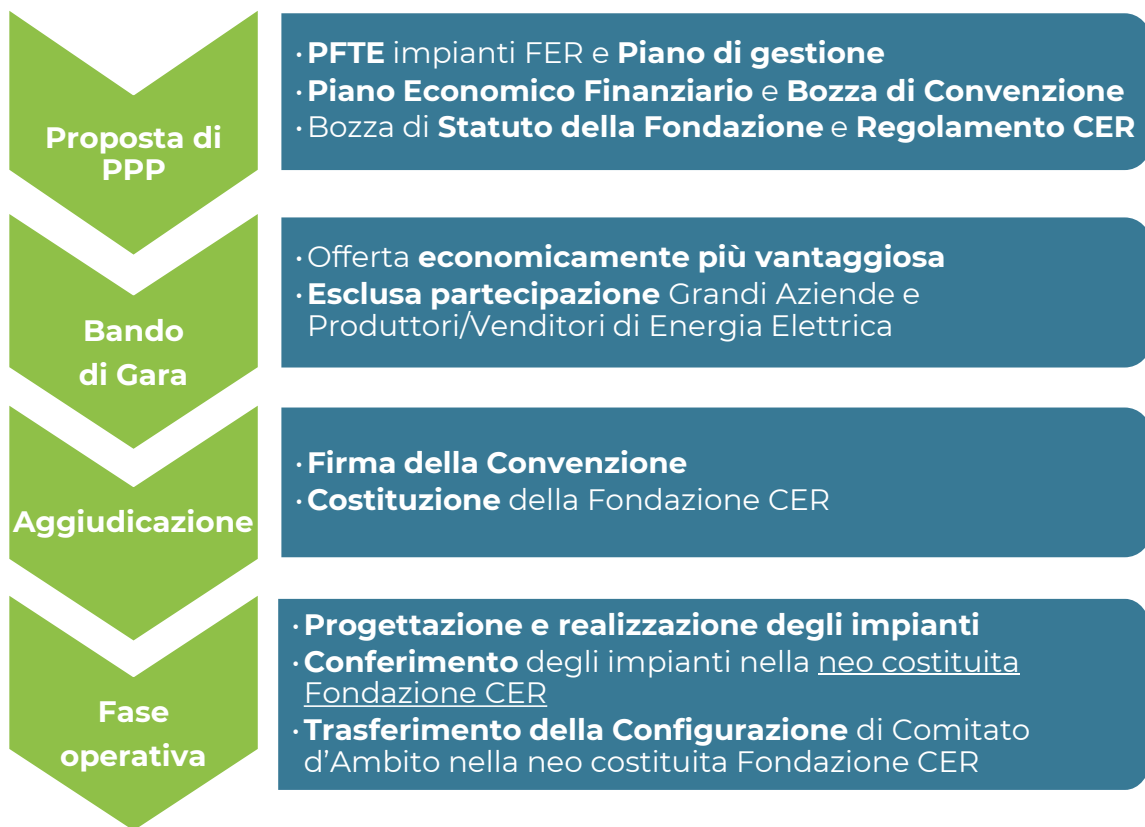 Proposta di
PPP
· PFTE impianti FER e Piano di gestione
· Piano Economico Finanziario e Bozza di Convenzione
· Bozza di Statuto della Fondazione e Regolamento CER
Bando
di Gara
· Offerta economicamente più vantaggiosa
· Esclusa partecipazione Grandi Aziende e
Produttori/Venditori di Energia Elettrica
Aggiudicazione
· Firma della Convenzione
· Costituzione della Fondazione CER
Fase
operativa
· Progettazione e realizzazione degli impianti
· Conferimento degli impianti nella neo costituita
Fondazione CER
· Trasferimento della Configurazione di Comitato
d’Ambito nella neo costituita Fondazione CER